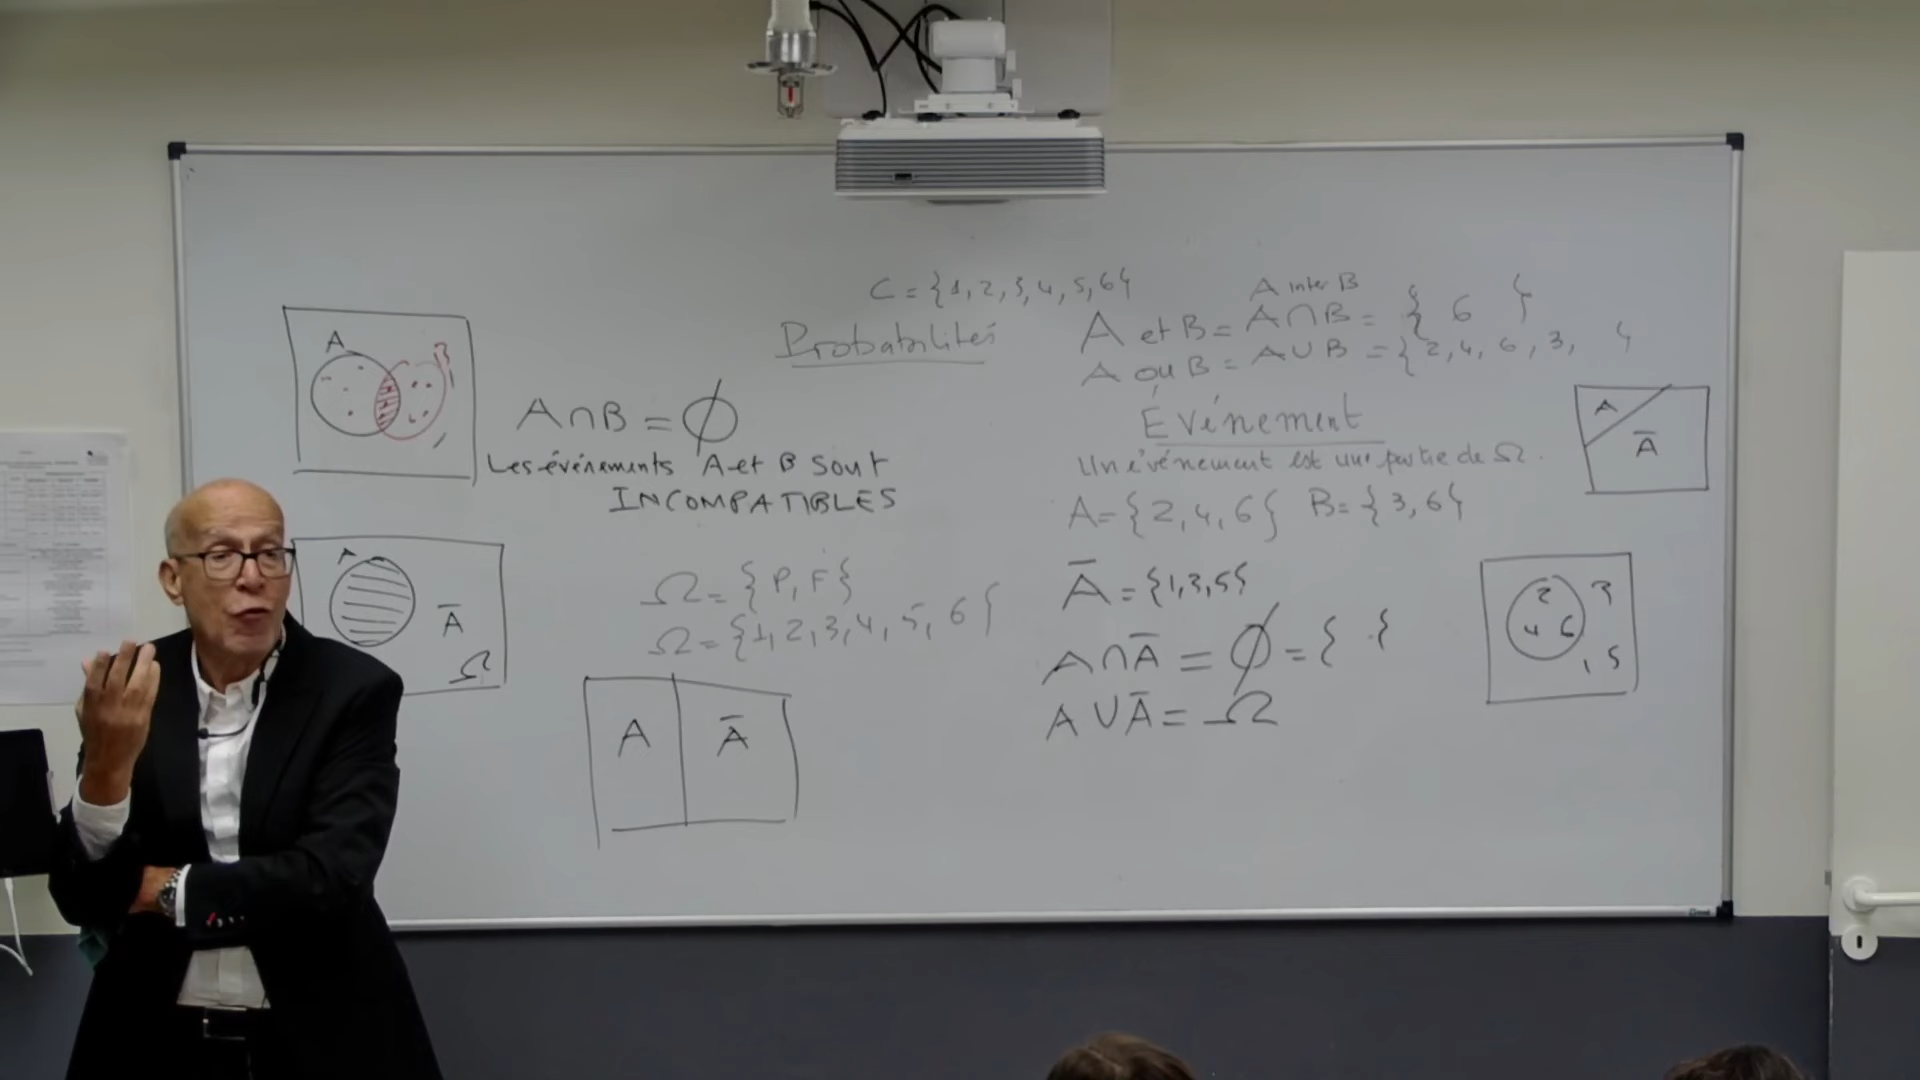 C = {1, 2, 3, 4, 5, 6}
Probabilités
A inter B
A et B = A ∩ B = { 6 }
A ou B = A ∪ B = {2, 4, 6, 3, }
Événement
Un événement est une partie de Ω.
A = {2, 4, 6} B = {3, 6}
Ā = {1, 3, 5}
A ∩ Ā = ∅ = { }
A ∪ Ā = Ω
A B
A ∩ B = ∅
Les événements A et B sont
INCOMPATIBLES
A
Ā
Ω
Ω = {P, F}
Ω = {1, 2, 3, 4, 5, 6}
A Ā
A
Ā
2 3
4 6
1 5